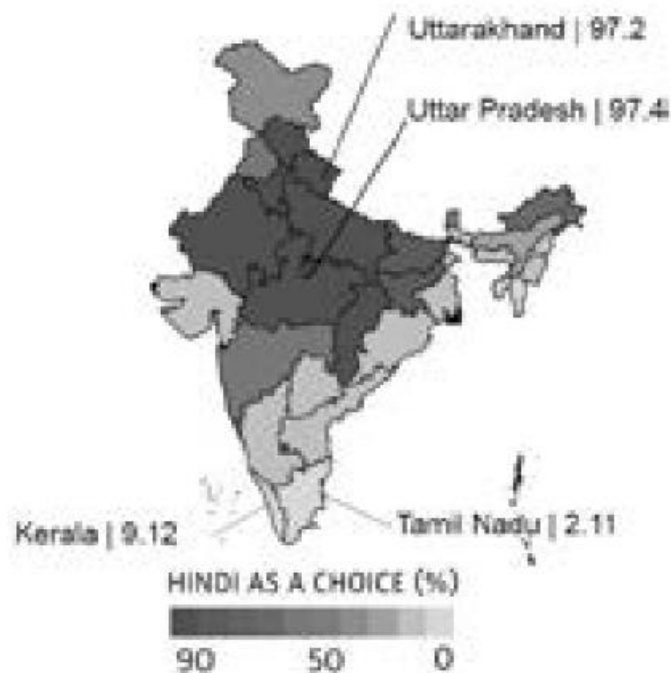 Uttarakhand | 97.2
Uttar Pradesh | 97.4
Kerala | 9.12
Tamil Nadu | 2.11
HINDI AS A CHOICE (%)
90 50 0